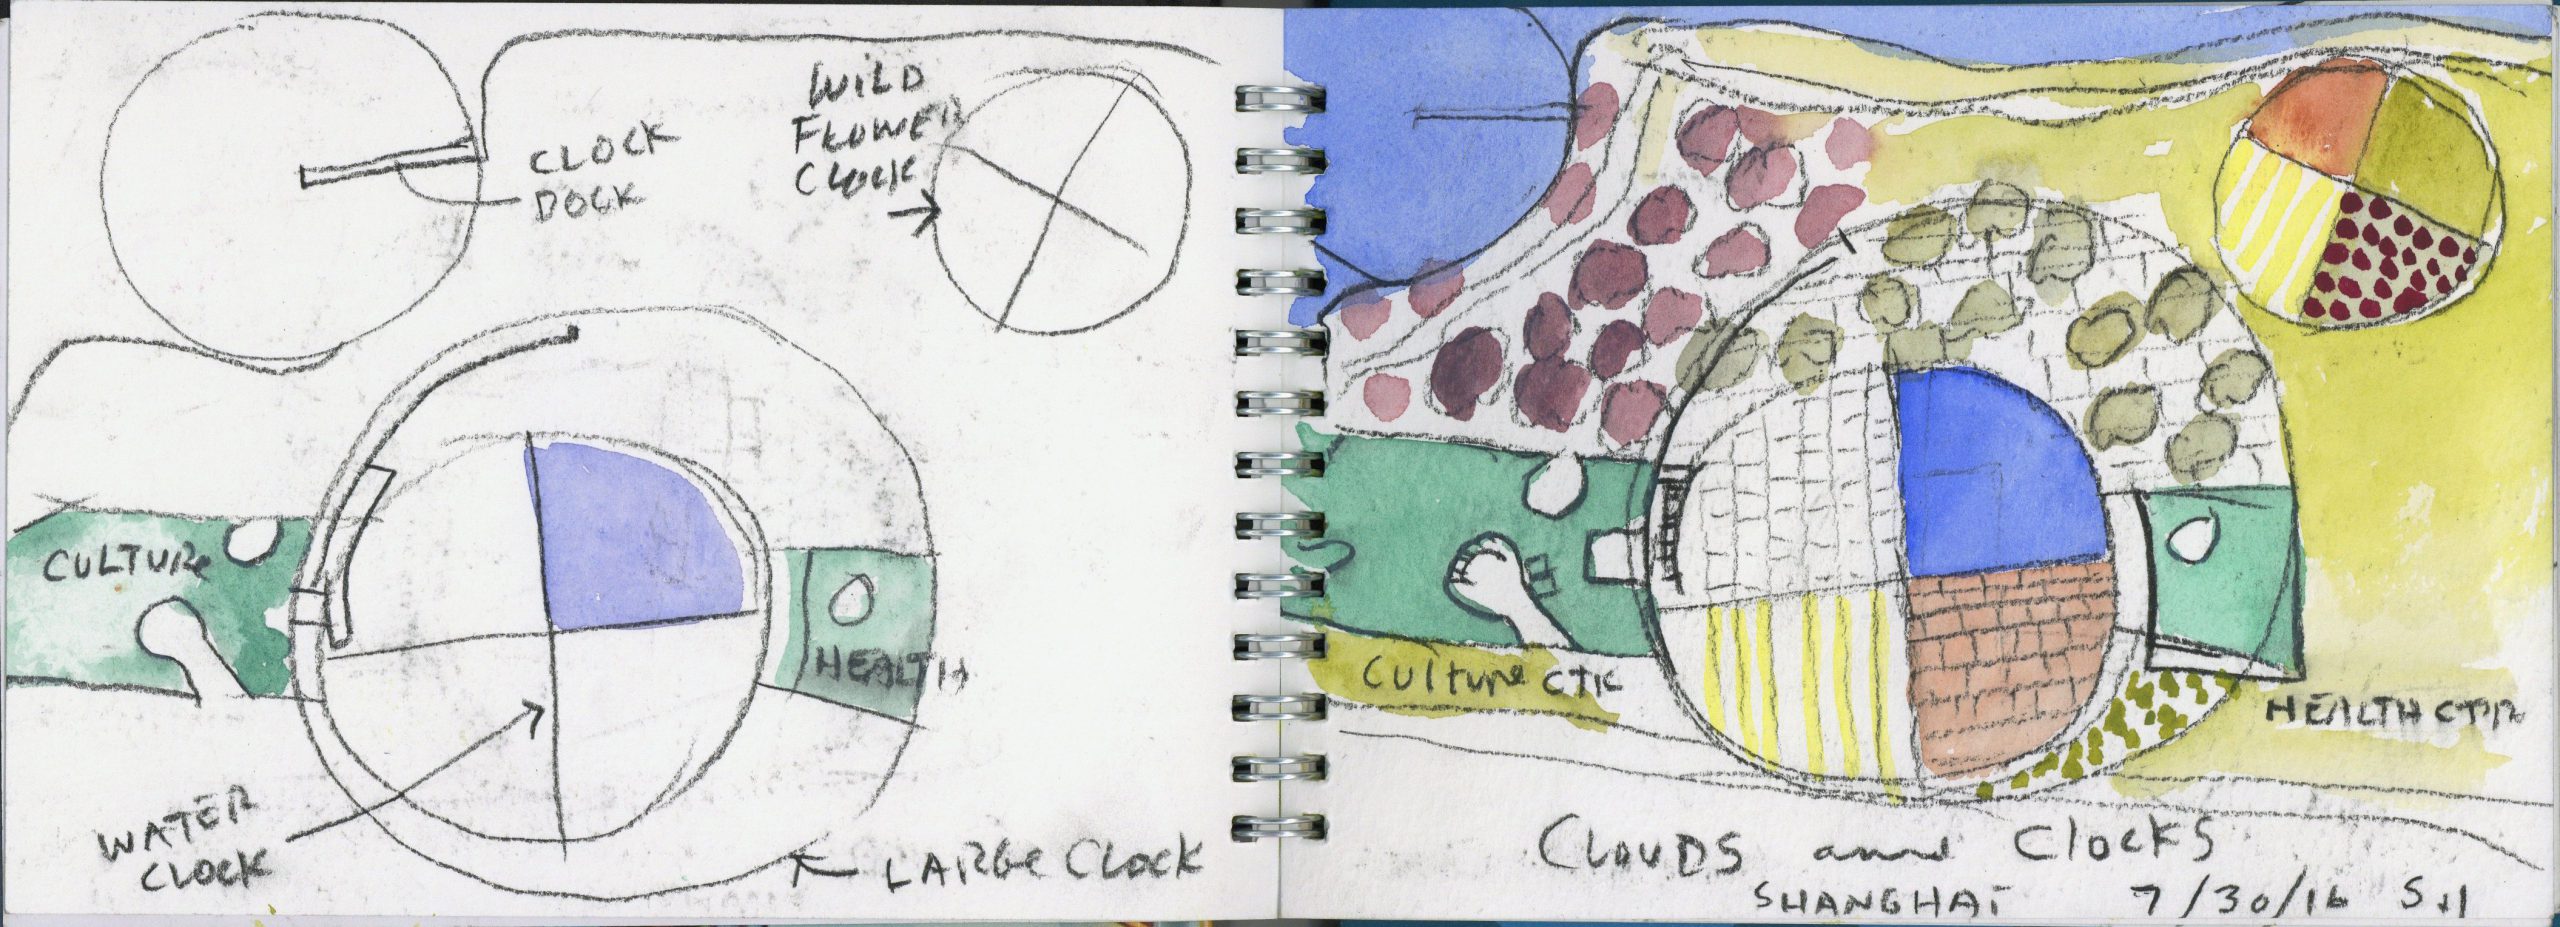 WILD
FLOWER
CLOCK
CLOCK
DOCK
CULTURE
HEALTH
WATER
CLOCK
LARGE CLOCK
Culture CTR
HEALTH CTR
CLOUDS and CLOCKS
SHANGHAI 7/30/16 SH